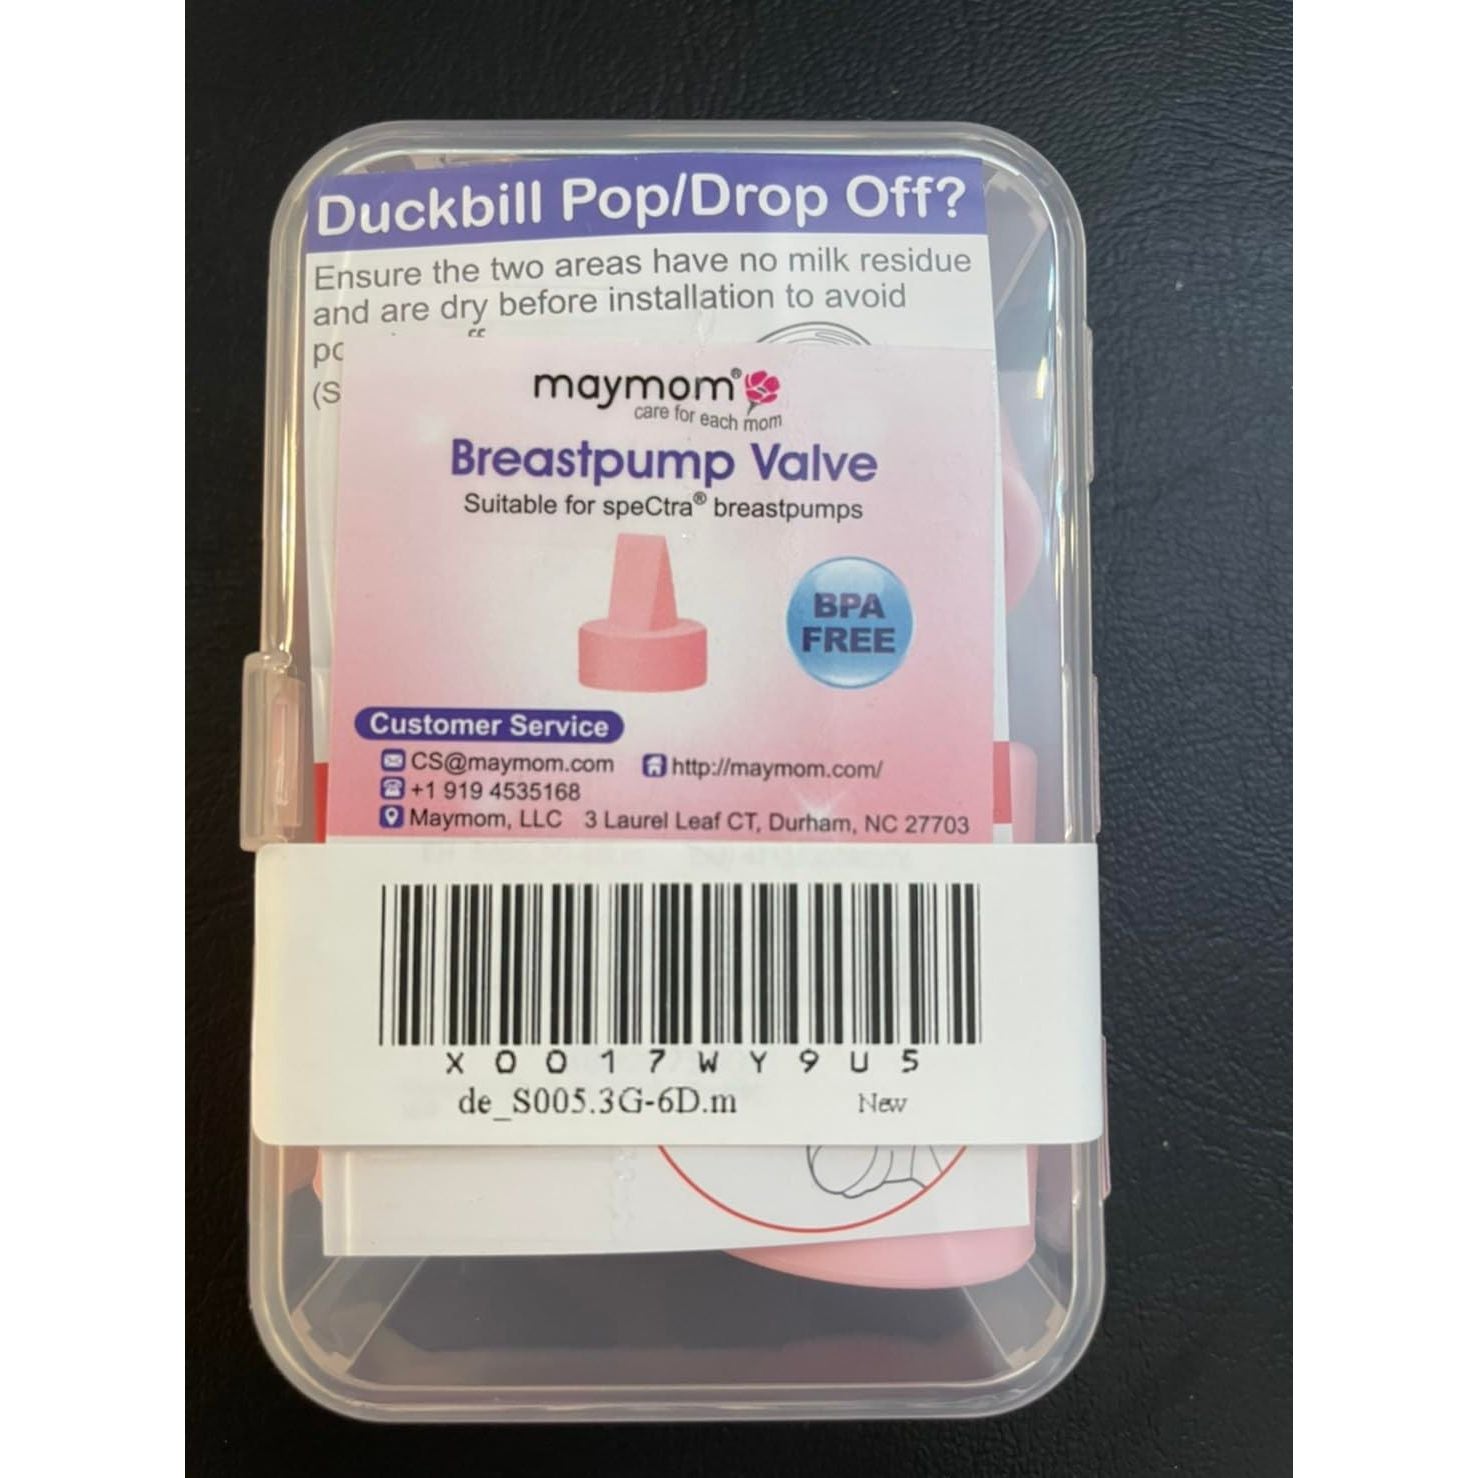 Duckbill Pop/Drop Off?
Ensure the two areas have no milk residue
and are dry before installation to avoid
maymom®
care for each mom
Breastpump Valve
Suitable for speCtra® breastpumps
BPA
FREE
Customer Service
CS@maymom.com http://maymom.com/
+1 919 4535168
Maymom, LLC 3 Laurel Leaf CT, Durham, NC 27703
X0017WY9U5
de_S005.3G-6D.m New